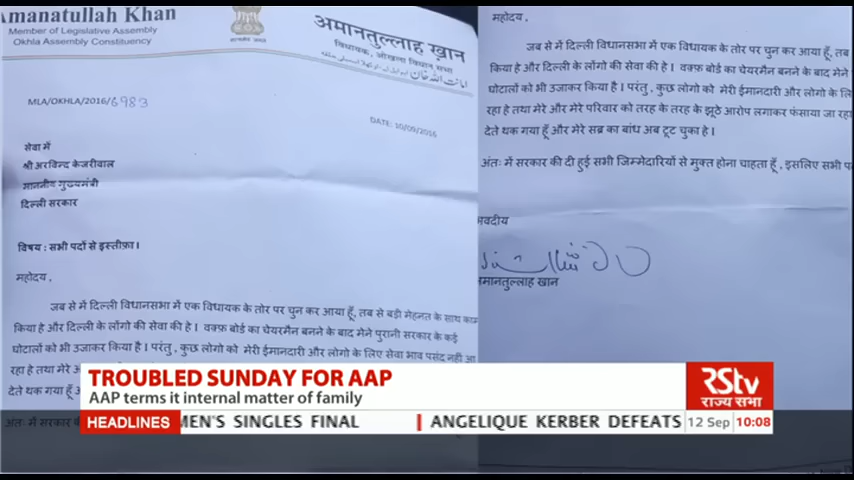 Amanatullah Khan
Member of Legislative Assembly
Okhla Assembly Constituency
अमानतुल्लाह ख़ान
विधायक, ओखला विधान सभा
MLA/OKHLA/2016/6983
DATE: 10/09/2016
सेवा में
श्री अरविन्द केजरीवाल
माननीय मुख्यमंत्री
दिल्ली सरकार
विषय : सभी पदों से इस्तीफ़ा।
महोदय,
जब से में दिल्ली विधानसभा में एक विधायक के तोर पर चुन कर आया हूँ, तब से बड़ी मेहनत के साथ काम
किया है और दिल्ली के लोंगो की सेवा की हे। वक्फ़ बोर्ड का चेयरमैन बनने के बाद मेने पुरानी सरकार के कई
घोटालों को भी उजाकर किया है। परंतु, कुछ लोगो को मेरी ईमानदारी और लोगो के लिए सेवा भाव पसंद नही आ
रहा है तथा मेरे
देते थक गया हूँ
अतः में सरकार
महोदय,
जब से में दिल्ली विधानसभा में एक विधायक के तोर पर चुन कर आया हूँ, तब
किया है और दिल्ली के लोगों की सेवा की हे। वक्फ़ बोर्ड का चेयरमैन बनने के बाद मेने
घोटालों को भी उजाकर किया है। परंतु, कुछ लोगो को मेरी ईमानदारी और लोगो के लि
रहा है तथा मेरे और मेरे परिवार को तरह के तरह के झूठे आरोप लगाकर फंसाया जा रहा
देते थक गया हूँ और मेरे सब्र का बांध अब टूट चुका हे।
अंतः में सरकार की दी हुई सभी जिम्मेदारियों से मुक्त होना चाहता हूँ, इसलिए सभी प
भवदीय
अमानतुल्लाह खान
TROUBLED SUNDAY FOR AAP
AAP terms it internal matter of family
RSTV
राज्य सभा
HEADLINES
MEN'S SINGLES FINAL
ANGELIQUE KERBER DEFEATS
12 Sep 10:08